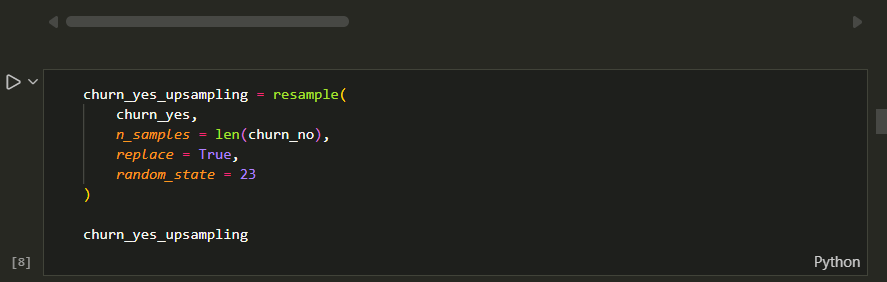 churn_yes_upsampling = resample(
    churn_yes,
    n_samples = len(churn_no),
    replace = True,
    random_state = 23
)
churn_yes_upsampling
[8]
Python